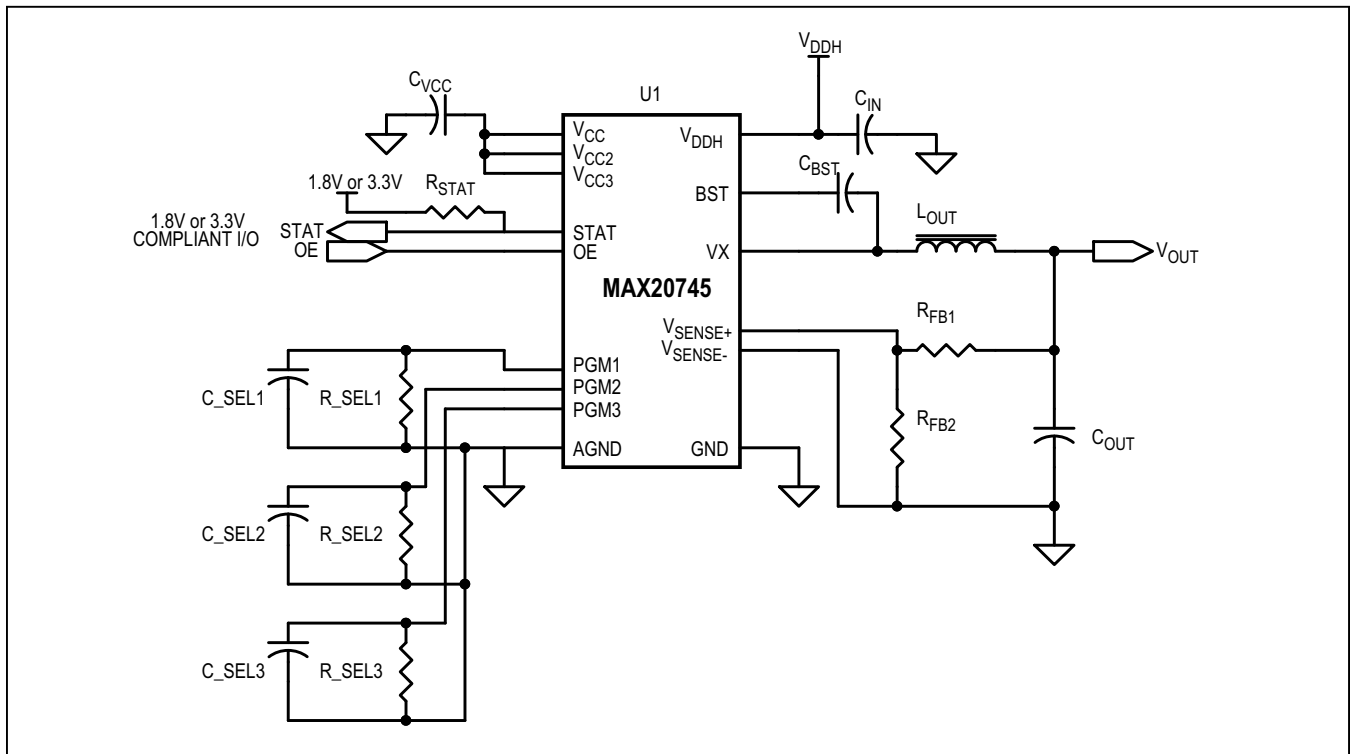 V_DDH
C_VCC
U1
C_IN
V_CC
V_CC2
V_CC3
V_DDH
C_BST
BST
1.8V or 3.3V
R_STAT
1.8V or 3.3V
COMPLIANT I/O
STAT
OE
STAT
OE
VX
L_OUT
V_OUT
MAX20745
V_SENSE+
V_SENSE-
R_FB1
PGM1
PGM2
PGM3
C_SEL1
R_SEL1
R_FB2
C_OUT
AGND
GND
C_SEL2
R_SEL2
C_SEL3
R_SEL3